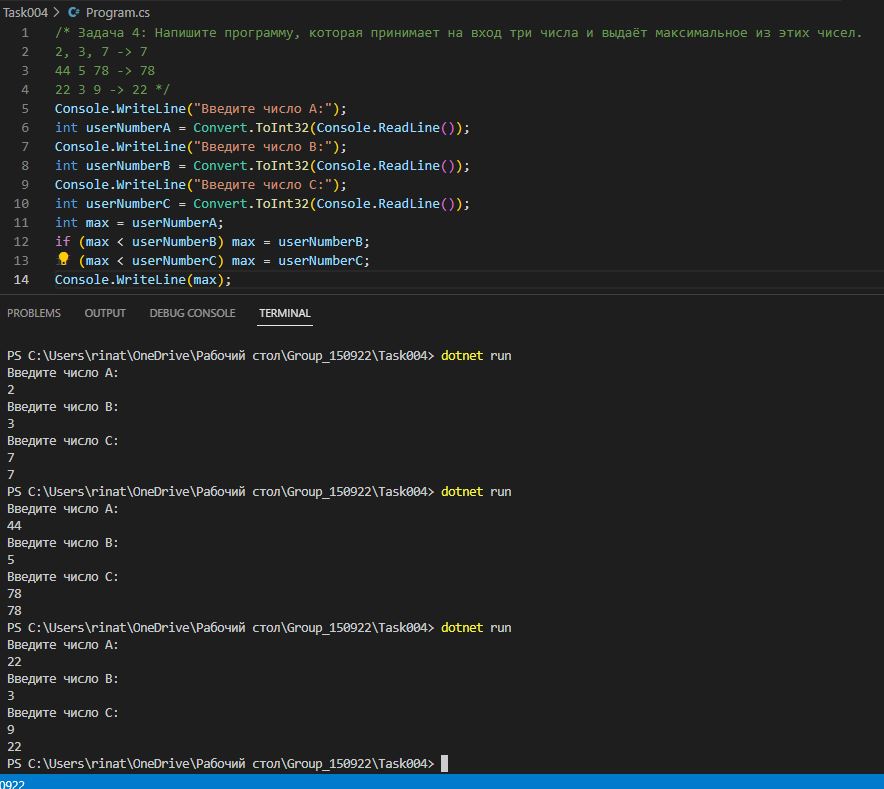 Task004 > C# Program.cs
1 /* Задача 4: Напишите программу, которая принимает на вход три числа и выдаёт максимальное из этих чисел.
2 2, 3, 7 -> 7
3 44 5 78 -> 78
4 22 3 9 -> 22 */
5 Console.WriteLine("Введите число A:");
6 int userNumberA = Convert.ToInt32(Console.ReadLine());
7 Console.WriteLine("Введите число B:");
8 int userNumberB = Convert.ToInt32(Console.ReadLine());
9 Console.WriteLine("Введите число C:");
10 int userNumberC = Convert.ToInt32(Console.ReadLine());
11 int max = userNumberA;
12 if (max < userNumberB) max = userNumberB;
13 (max < userNumberC) max = userNumberC;
14 Console.WriteLine(max);
PROBLEMS OUTPUT DEBUG CONSOLE TERMINAL
PS C:\Users\rinat\OneDrive\Рабочий стол\Group_150922\Task004> dotnet run
Введите число A:
2
Введите число B:
3
Введите число C:
7
7
PS C:\Users\rinat\OneDrive\Рабочий стол\Group_150922\Task004> dotnet run
Введите число A:
44
Введите число B:
5
Введите число C:
78
78
PS C:\Users\rinat\OneDrive\Рабочий стол\Group_150922\Task004> dotnet run
Введите число A:
22
Введите число B:
3
Введите число C:
9
22
PS C:\Users\rinat\OneDrive\Рабочий стол\Group_150922\Task004>
0922